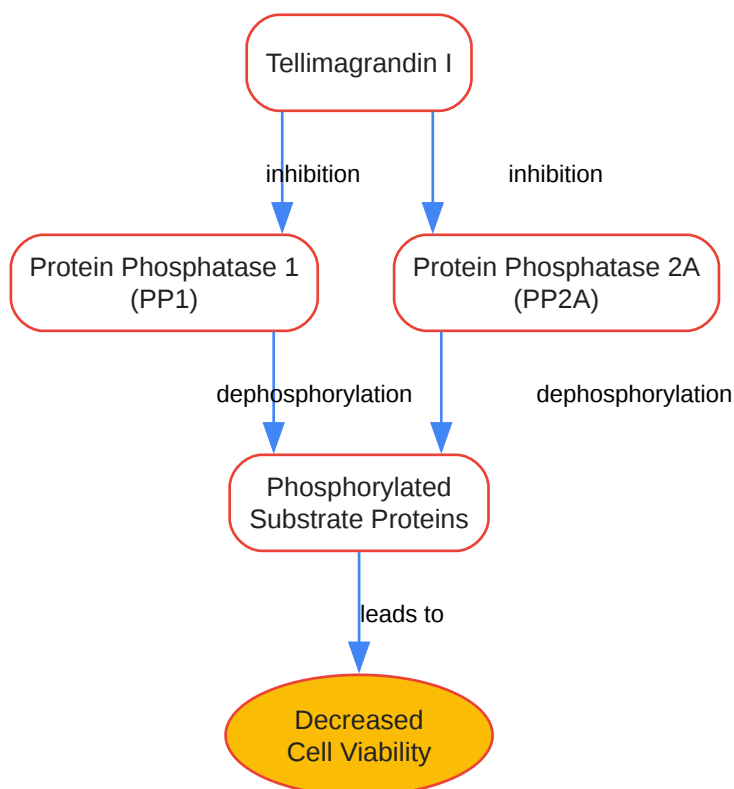 Tellimagrandin I
inhibition
inhibition
Protein Phosphatase 1
(PP1)
Protein Phosphatase 2A
(PP2A)
dephosphorylation
dephosphorylation
Phosphorylated
Substrate Proteins
leads to
Decreased
Cell Viability